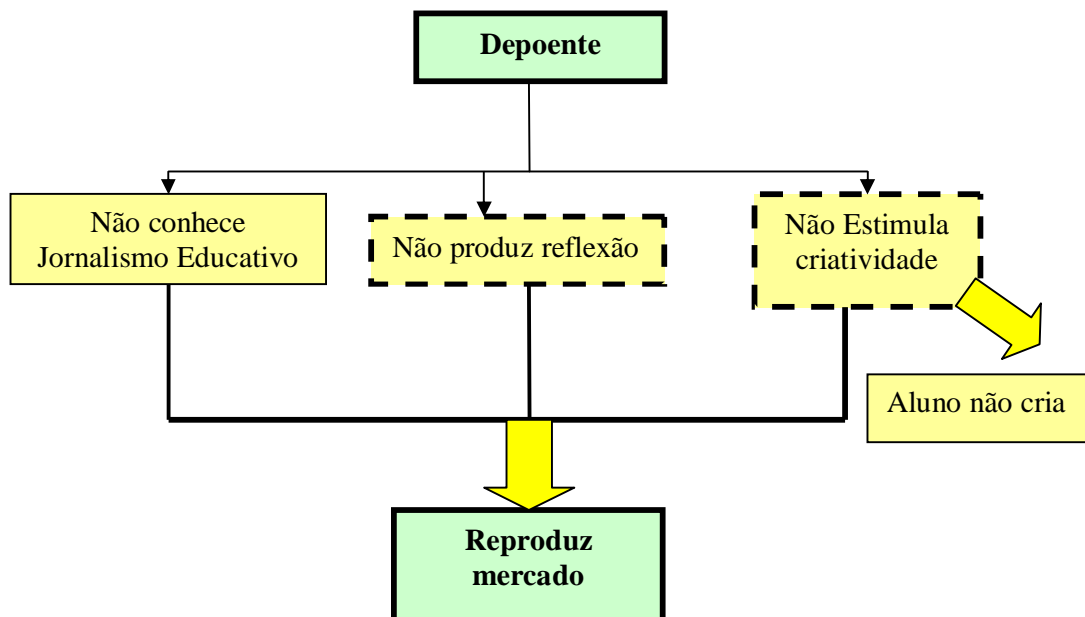 Depoente
Não conhece
Jornalismo Educativo
Não produz reflexão
Não Estimula
criatividade
Aluno não cria
Reproduz
mercado